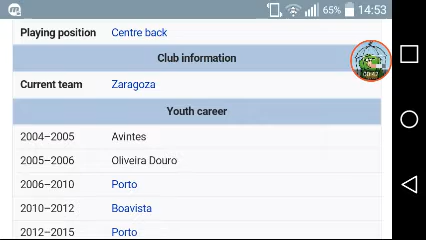 65% 14:53
Playing position Centre back
Club information
Current team Zaragoza
Youth career
2004–2005 Avintes
2005–2006 Oliveira Douro
2006–2010 Porto
2010–2012 Boavista
2012–2015 Porto